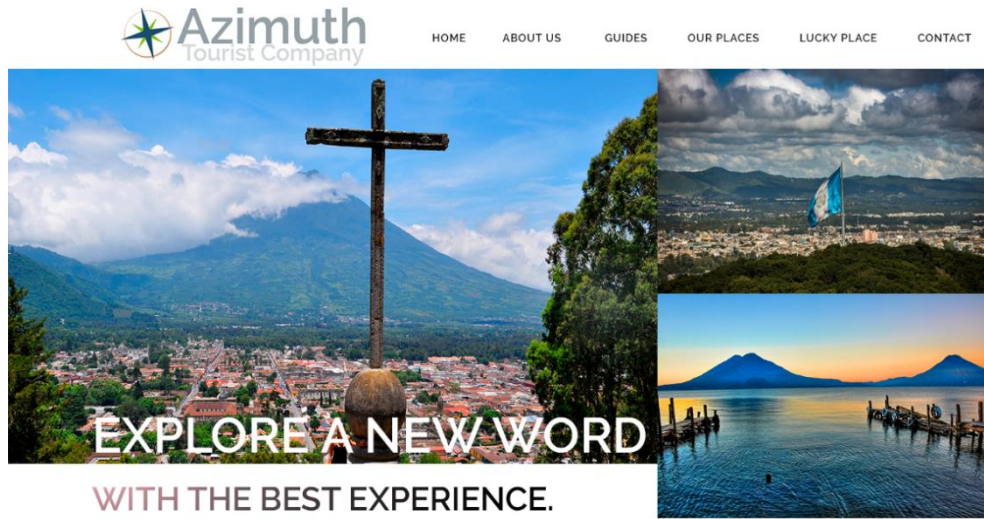 Azimuth
Tourist Company
HOME ABOUT US GUIDES OUR PLACES LUCKY PLACE CONTACT
EXPLORE A NEW WORD
WITH THE BEST EXPERIENCE.